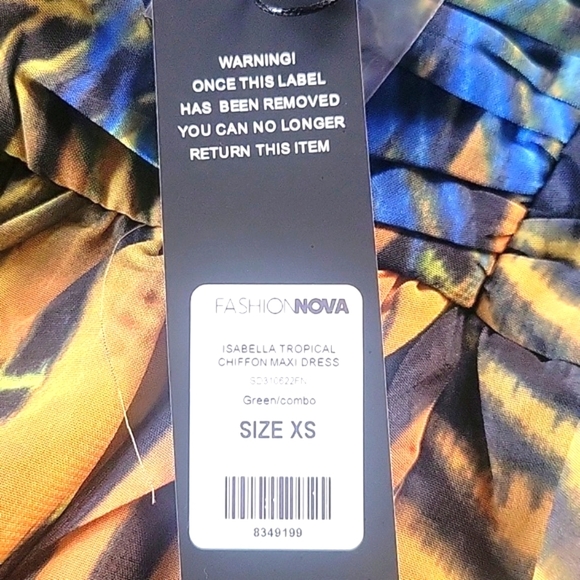 WARNING!
ONCE THIS LABEL
HAS BEEN REMOVED
YOU CAN NO LONGER
RETURN THIS ITEM
FASHIONNOVA
ISABELLA TROPICAL
CHIFFON MAXI DRESS
Green/combo
SIZE XS
8349199